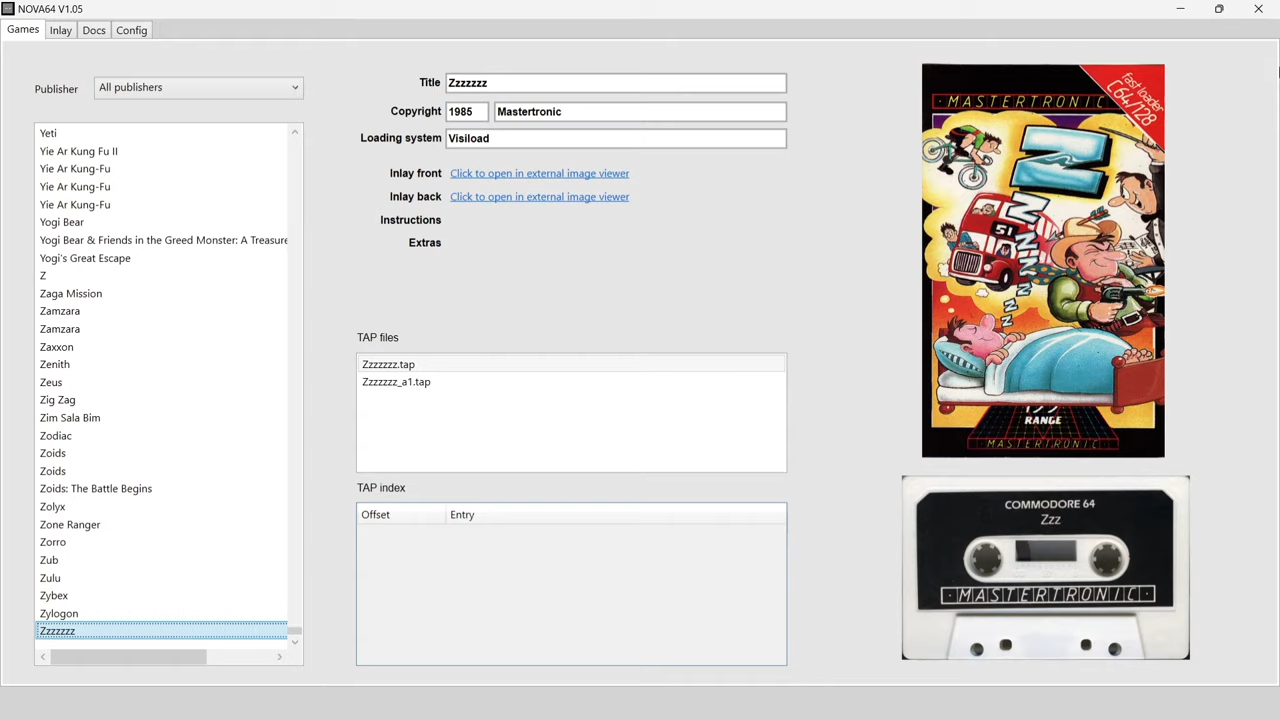 NOVA64 V1.05
Games Inlay Docs Config
Publisher All publishers
Yeti
Yie Ar Kung Fu II
Yie Ar Kung-Fu
Yie Ar Kung-Fu
Yie Ar Kung-Fu
Yogi Bear
Yogi Bear & Friends in the Greed Monster: A Treasure
Yogi's Great Escape
Z
Zaga Mission
Zamzara
Zamzara
Zaxxon
Zenith
Zeus
Zig Zag
Zim Sala Bim
Zodiac
Zoids
Zoids
Zoids: The Battle Begins
Zolyx
Zone Ranger
Zorro
Zub
Zulu
Zybex
Zylogon
Zzzzzzz
Title Zzzzzzz
Copyright 1985 Mastertronic
Loading system Visiload
Inlay front Click to open in external image viewer
Inlay back Click to open in external image viewer
Instructions
Extras
TAP files
Zzzzzzz.tap
Zzzzzzz_a1.tap
TAP index
Offset Entry
MASTERTRONIC
fast loader
C64/128
Z
Z
Z
Z
Z
Z
Z
51
RANGE
MASTERTRONIC
COMMODORE 64
Zzz
MASTERTRONIC